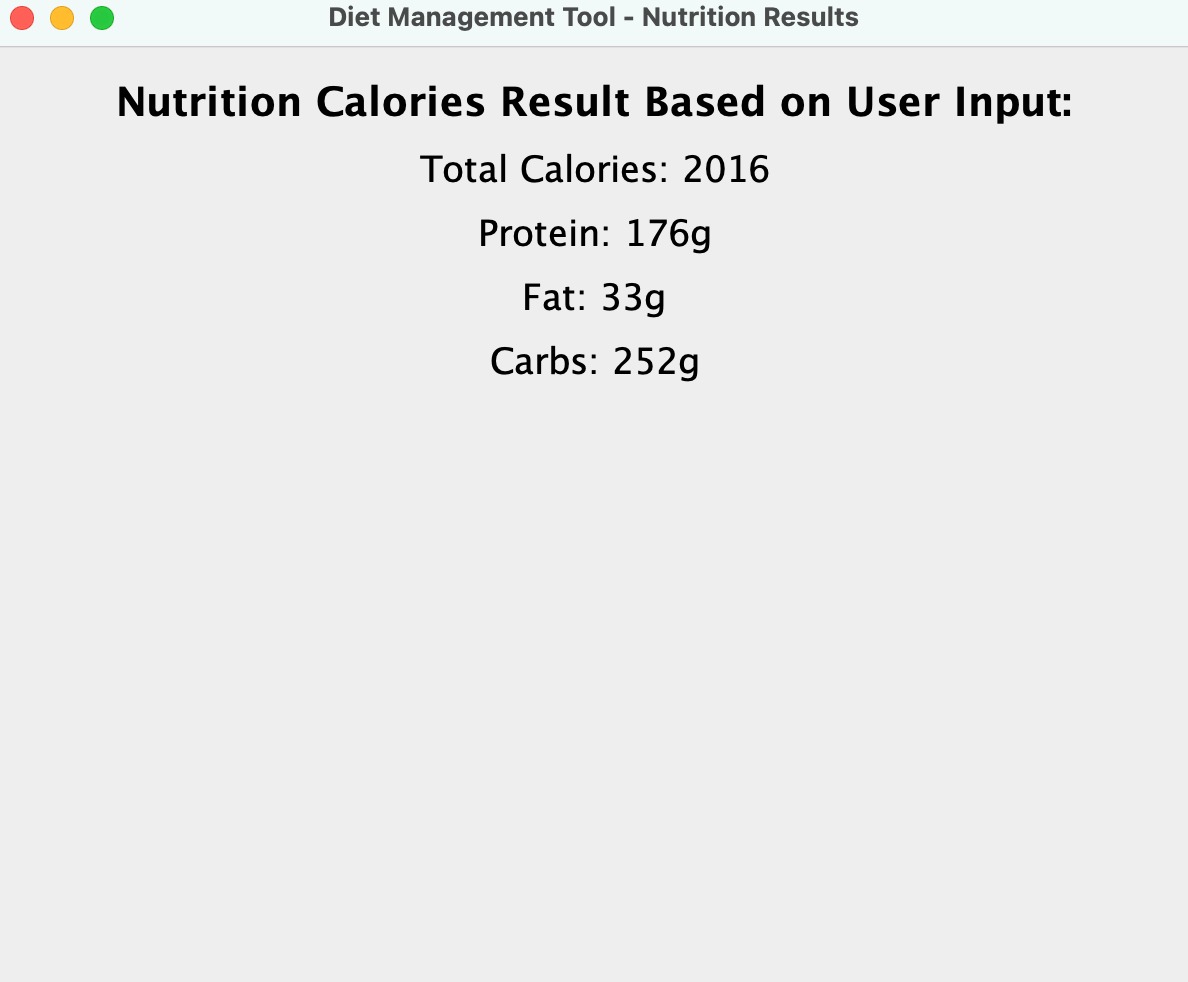 Diet Management Tool - Nutrition Results
Nutrition Calories Result Based on User Input:
Total Calories: 2016
Protein: 176g
Fat: 33g
Carbs: 252g